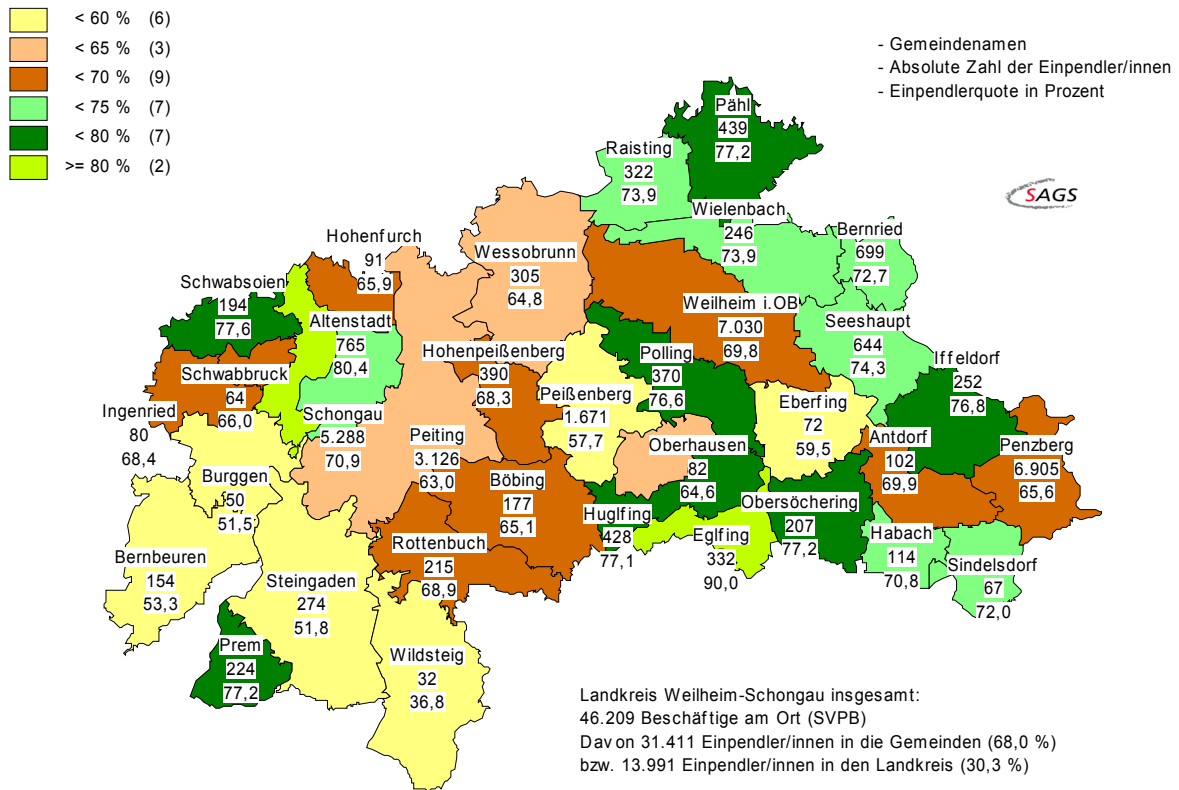 < 60 % (6)
< 65 % (3)
< 70 % (9)
< 75 % (7)
< 80 % (7)
>= 80 % (2)
- Gemeindenamen
- Absolute Zahl der Einpendler/innen
- Einpendlerquote in Prozent
SAGS
Pähl
439
77,2
Raisting
322
73,9
Wielenbach
246
73,9
Bernried
699
72,7
Hohenfurch
91
65,9
Wessobrunn
305
64,8
Schwabsoien
194
77,6
Altenstadt
765
80,4
Weilheim i.OB
7.030
69,8
Seeshaupt
644
74,3
Iffeldorf
252
76,8
Hohenpeißenberg
390
68,3
Polling
370
76,6
Schwabbruck
64
66,0
Peißenberg
1.671
57,7
Eberfing
72
59,5
Ingenried
80
68,4
Schongau
5.288
70,9
Peiting
3.126
63,0
Oberhausen
82
64,6
Antdorf
102
69,9
Penzberg
6.905
65,6
Burggen
50
51,5
Böbing
177
65,1
Huglfing
428
77,1
Eglfing
332
90,0
Obersöchering
207
77,2
Habach
114
70,8
Sindelsdorf
67
72,0
Bernbeuren
154
53,3
Steingaden
274
51,8
Rottenbuch
215
68,9
Prem
224
77,2
Wildsteig
32
36,8
Landkreis Weilheim-Schongau insgesamt:
46.209 Beschäftige am Ort (SVPB)
Davon 31.411 Einpendler/innen in die Gemeinden (68,0 %)
bzw. 13.991 Einpendler/innen in den Landkreis (30,3 %)